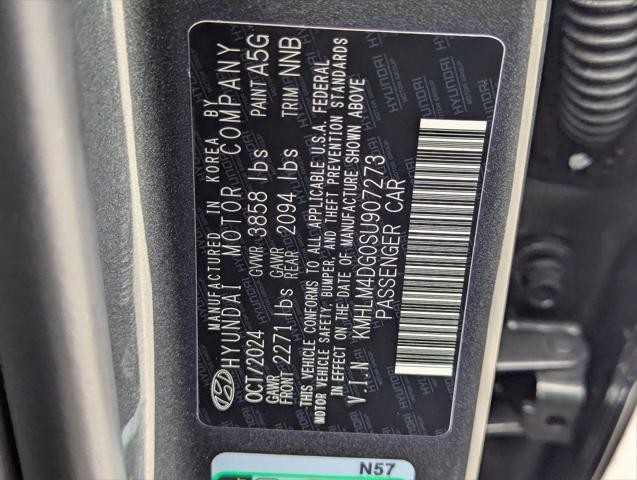 MANUFACTURED IN KOREA BY
HYUNDAI MOTOR COMPANY
OCT/2024 GVWR 3858 lbs PAINT A5G
GAWR FRONT 2271 lbs GAWR REAR 2094 lbs TRIM NNB
THIS VEHICLE CONFORMS TO ALL APPLICABLE U.S.A. FEDERAL
MOTOR VEHICLE SAFETY, BUMPER, AND THEFT PREVENTION STANDARDS
IN EFFECT ON THE DATE OF MANUFACTURE SHOWN ABOVE
V.I.N. KMHLM4DG0SU907273
PASSENGER CAR
N57